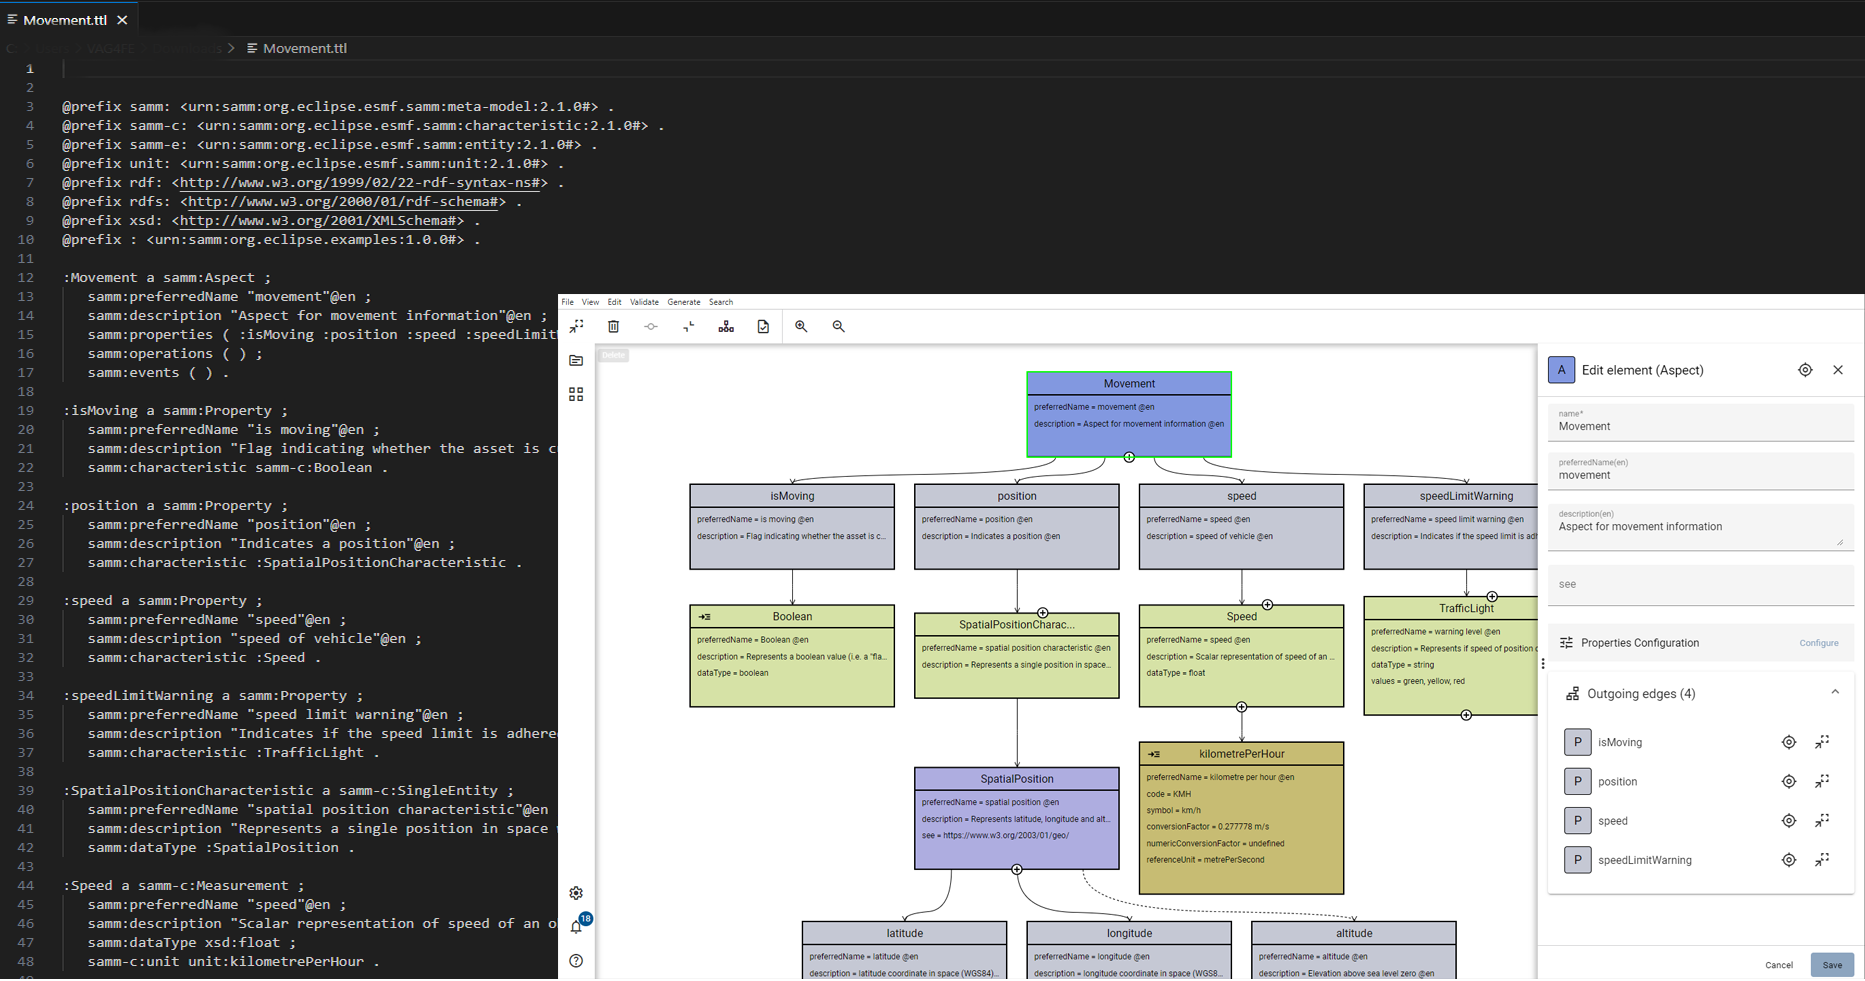 Movement.ttl
Movement.ttl
1
2
3 @prefix samm: <urn:samm:org.eclipse.esmf.samm:meta-model:2.1.0#> .
4 @prefix samm-c: <urn:samm:org.eclipse.esmf.samm:characteristic:2.1.0#> .
5 @prefix samm-e: <urn:samm:org.eclipse.esmf.samm:entity:2.1.0#> .
6 @prefix unit: <urn:samm:org.eclipse.esmf.samm:unit:2.1.0#> .
7 @prefix rdf: <http://www.w3.org/1999/02/22-rdf-syntax-ns#> .
8 @prefix rdfs: <http://www.w3.org/2000/01/rdf-schema#> .
9 @prefix xsd: <http://www.w3.org/2001/XMLSchema#> .
10 @prefix : <urn:samm:org.eclipse.examples:1.0.0#> .
11
12 :Movement a samm:Aspect ;
13 samm:preferredName "movement"@en ;
14 samm:description "Aspect for movement information"@en ;
15 samm:properties ( :isMoving :position :speed :speedLimit
16 samm:operations ( ) ;
17 samm:events ( ) .
18
19 :isMoving a samm:Property ;
20 samm:preferredName "is moving"@en ;
21 samm:description "Flag indicating whether the asset is c
22 samm:characteristic samm-c:Boolean .
23
24 :position a samm:Property ;
25 samm:preferredName "position"@en ;
26 samm:description "Indicates a position"@en ;
27 samm:characteristic :SpatialPositionCharacteristic .
28
29 :speed a samm:Property ;
30 samm:preferredName "speed"@en ;
31 samm:description "speed of vehicle"@en ;
32 samm:characteristic :Speed .
33
34 :speedLimitWarning a samm:Property ;
35 samm:preferredName "speed limit warning"@en ;
36 samm:description "Indicates if the speed limit is adhere
37 samm:characteristic :TrafficLight .
38
39 :SpatialPositionCharacteristic a samm-c:SingleEntity ;
40 samm:preferredName "spatial position characteristic"@en
41 samm:description "Represents a single position in space
42 samm:dataType :SpatialPosition .
43
44 :Speed a samm-c:Measurement ;
45 samm:preferredName "speed"@en ;
46 samm:description "Scalar representation of speed of an o
47 samm:dataType xsd:float ;
48 samm-c:unit unit:kilometrePerHour .
File View Edit Validate Generate Search
Delete
Movement
preferredName = movement @en
description = Aspect for movement information @en
isMoving
preferredName = is moving @en
description = Flag indicating whether the asset is c...
position
preferredName = position @en
description = Indicates a position @en
speed
preferredName = speed @en
description = speed of vehicle @en
speedLimitWarning
preferredName = speed limit warning @en
description = Indicates if the speed limit is adh
Boolean
preferredName = Boolean @en
description = Represents a boolean value (i.e. a "fla...
dataType = boolean
SpatialPositionCharac...
preferredName = spatial position characteristic @en
description = Represents a single position in space...
Speed
preferredName = speed @en
description = Scalar representation of speed of an ...
dataType = float
TrafficLight
preferredName = warning level @en
description = Represents if speed of position
dataType = string
values = green, yellow, red
SpatialPosition
preferredName = spatial position @en
description = Represents latitude, longitude and alt...
see = https://www.w3.org/2003/01/geo/
kilometrePerHour
preferredName = kilometre per hour @en
code = KMH
symbol = km/h
conversionFactor = 0.277778 m/s
numericConversionFactor = undefined
referenceUnit = metrePerSecond
latitude
preferredName = latitude @en
description = latitude coordinate in space (WGS84)...
longitude
preferredName = longitude @en
description = longitude coordinate in space (WGS8...
altitude
preferredName = altitude @en
description = Elevation above sea level zero @en
18
A Edit element (Aspect)
name*
Movement
preferredName(en)
movement
description(en)
Aspect for movement information
see
Properties Configuration Configure
Outgoing edges (4)
P isMoving
P position
P speed
P speedLimitWarning
Cancel Save